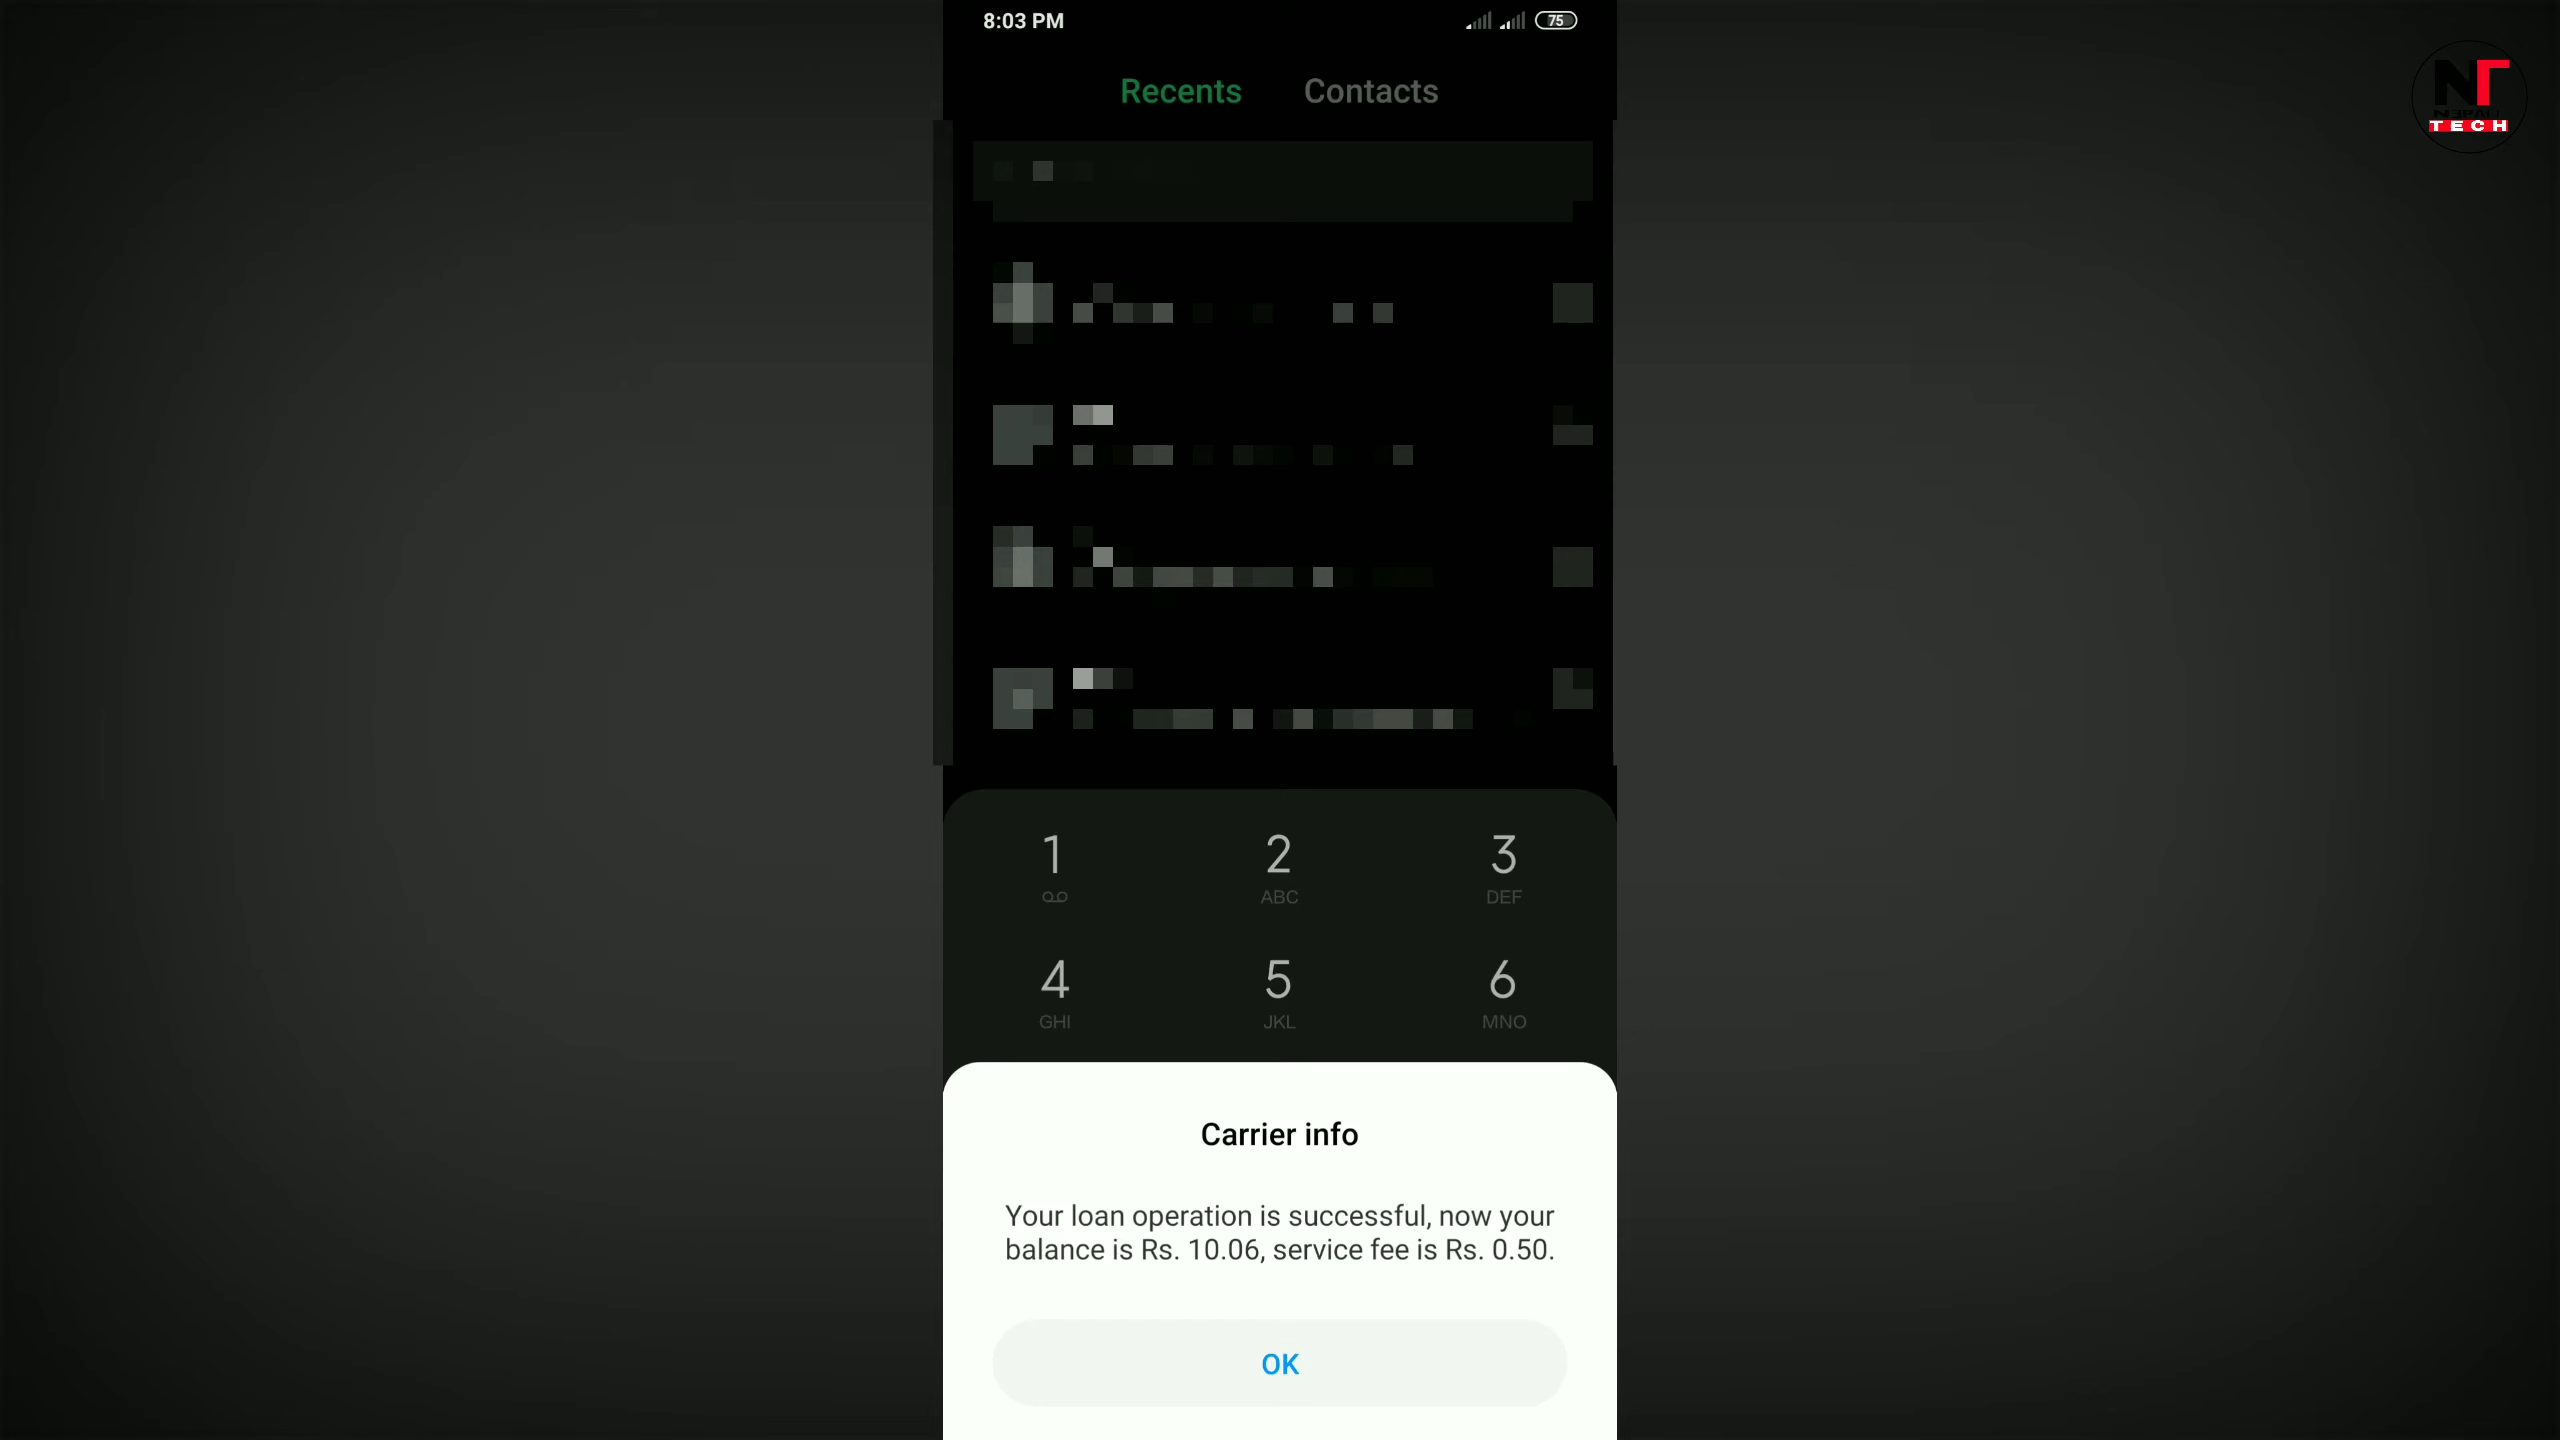 8:03 PM
75
NT
NEPALI
TECH
Recents Contacts
1 2 3
ABC DEF
4 5 6
GHI JKL MNO
Carrier info
Your loan operation is successful, now your
balance is Rs. 10.06, service fee is Rs. 0.50.
OK